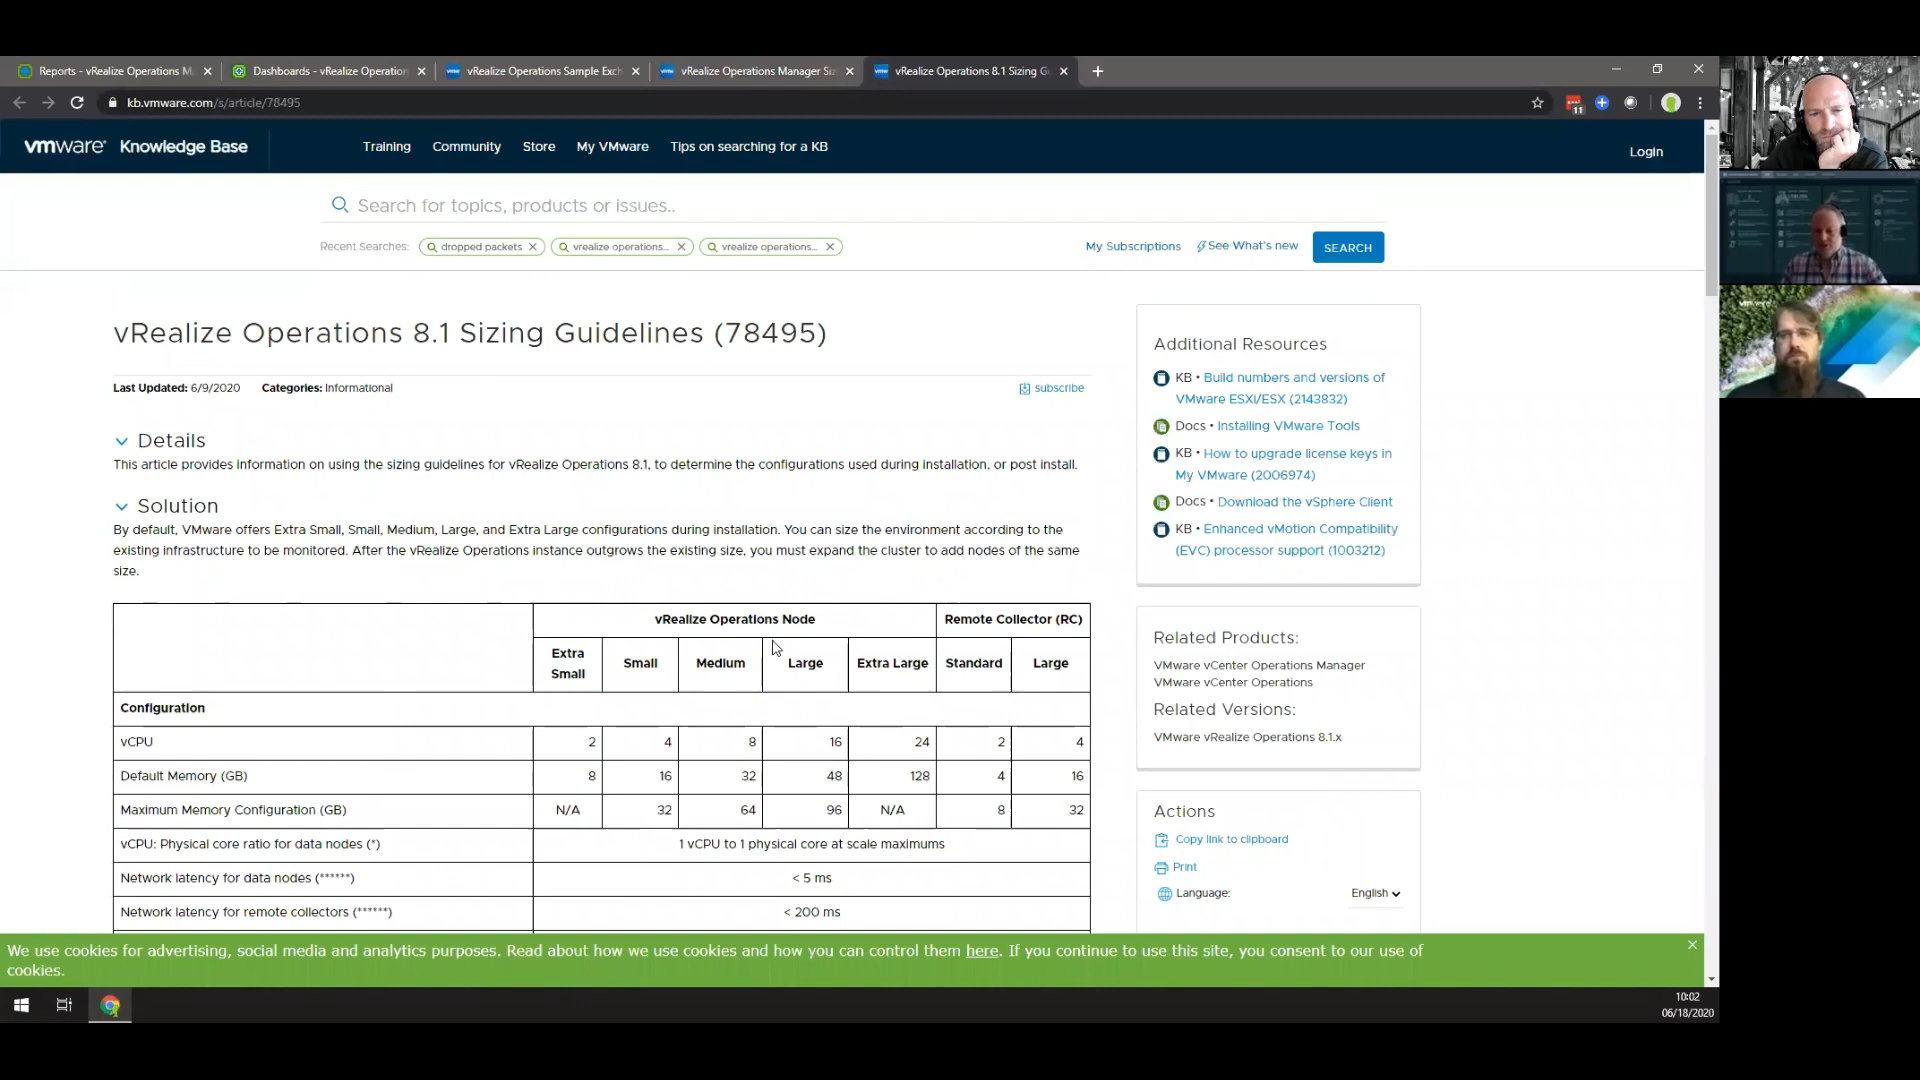 Reports - vRealize Operations M
Dashboards - vRealize Operation
vRealize Operations Sample Exc
vRealize Operations Manager Siz
vRealize Operations 8.1 Sizing G
kb.vmware.com/s/article/78495
11
vmware® Knowledge Base
Training
Community
Store
My VMware
Tips on searching for a KB
Login
Search for topics, products or issues..
Recent Searches:
dropped packets
vrealize operations...
vrealize operations...
My Subscriptions
See What's new
SEARCH
vRealize Operations 8.1 Sizing Guidelines (78495)
Last Updated: 6/9/2020 Categories: Informational
subscribe
Details
This article provides information on using the sizing guidelines for vRealize Operations 8.1, to determine the configurations used during installation, or post install.
Solution
By default, VMware offers Extra Small, Small, Medium, Large, and Extra Large configurations during installation. You can size the environment according to the
existing infrastructure to be monitored. After the vRealize Operations instance outgrows the existing size, you must expand the cluster to add nodes of the same
size.
vRealize Operations Node Remote Collector (RC)
Extra Small Small Medium Large Extra Large Standard Large
Configuration
vCPU 2 4 8 16 24 2 4
Default Memory (GB) 8 16 32 48 128 4 16
Maximum Memory Configuration (GB) N/A 32 64 96 N/A 8 32
vCPU: Physical core ratio for data nodes (*) 1 vCPU to 1 physical core at scale maximums
Network latency for data nodes (******) < 5 ms
Network latency for remote collectors (******) < 200 ms
Additional Resources
KB • Build numbers and versions of
VMware ESXi/ESX (2143832)
Docs • Installing VMware Tools
KB • How to upgrade license keys in
My VMware (2006974)
Docs • Download the vSphere Client
KB • Enhanced vMotion Compatibility
(EVC) processor support (1003212)
Related Products:
VMware vCenter Operations Manager
VMware vCenter Operations
Related Versions:
VMware vRealize Operations 8.1.x
Actions
Copy link to clipboard
Print
Language: English
We use cookies for advertising, social media and analytics purposes. Read about how we use cookies and how you can control them here. If you continue to use this site, you consent to our use of
cookies.
10:02
06/18/2020